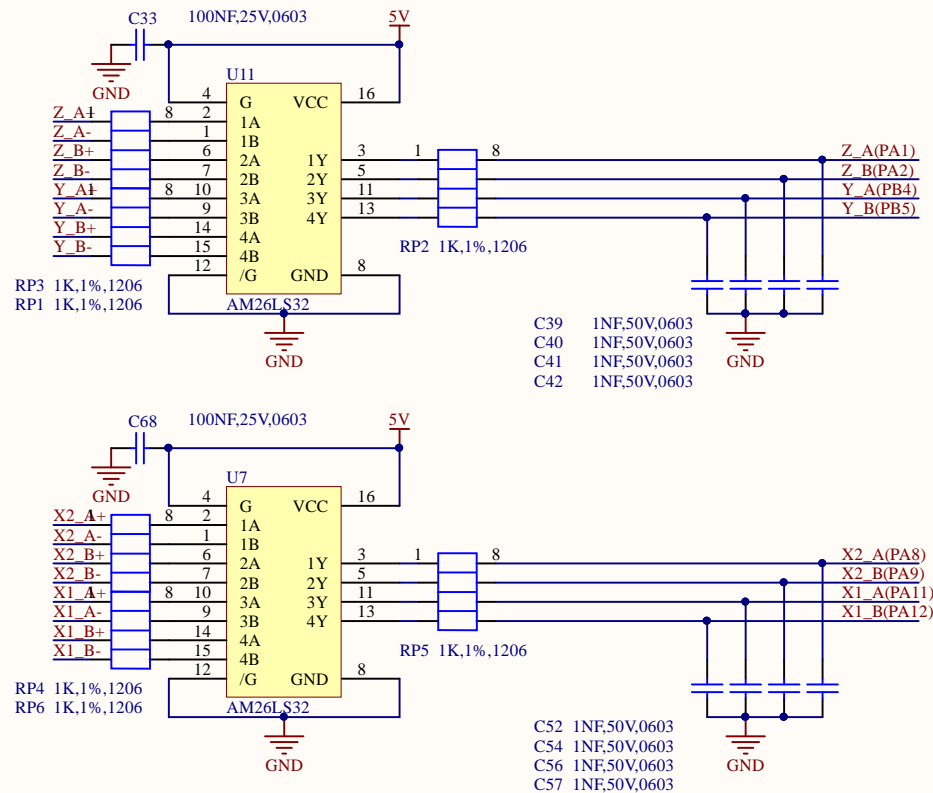 C33 100NF,25V,0603 5V
GND
U11
4 G VCC 16
Z_A+ 1 8 2 1A
Z_A- 1 1B
Z_B+ 6 2A 1Y 3 1 8 Z_A(PA1)
Z_B- 7 2B 2Y 5 Z_B(PA2)
Y_A+ 1 8 10 3A 3Y 11 Y_A(PB4)
Y_A- 9 3B 4Y 13 Y_B(PB5)
Y_B+ 14 4A
Y_B- 15 4B
RP2 1K,1%,1206
12 /G GND 8
RP3 1K,1%,1206
RP1 1K,1%,1206
AM26LS32
GND
GND
C39 1NF,50V,0603
C40 1NF,50V,0603
C41 1NF,50V,0603
C42 1NF,50V,0603
C68 100NF,25V,0603 5V
GND
U7
4 G VCC 16
X2_A+ 1 8 2 1A
X2_A- 1 1B
X2_B+ 6 2A 1Y 3 1 8 X2_A(PA8)
X2_B- 7 2B 2Y 5 X2_B(PA9)
X1_A+ 1 8 10 3A 3Y 11 X1_A(PA11)
X1_A- 9 3B 4Y 13 X1_B(PA12)
X1_B+ 14 4A
X1_B- 15 4B
RP5 1K,1%,1206
12 /G GND 8
RP4 1K,1%,1206
RP6 1K,1%,1206
AM26LS32
GND
GND
C52 1NF,50V,0603
C54 1NF,50V,0603
C56 1NF,50V,0603
C57 1NF,50V,0603